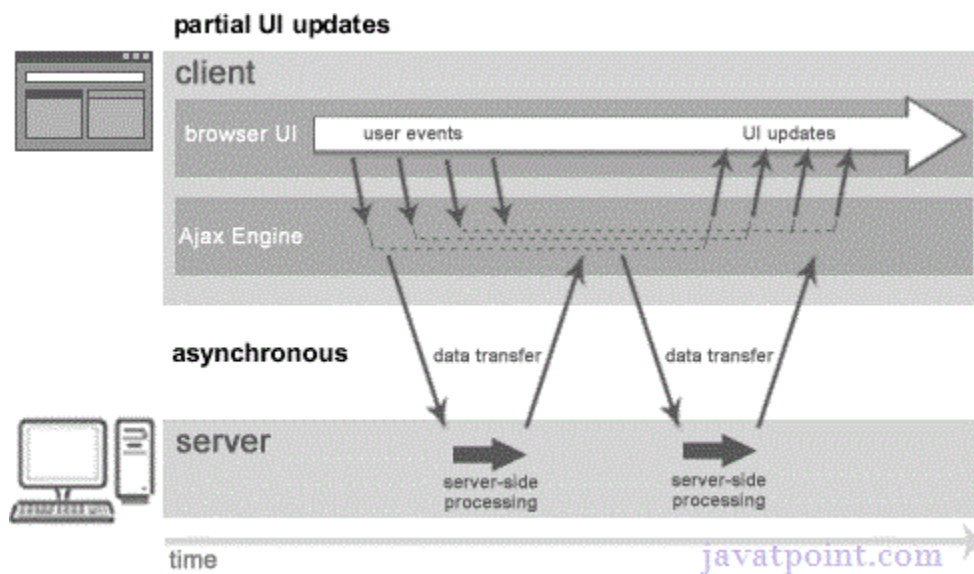 partial UI updates
client
browser UI
user events
UI updates
Ajax Engine
asynchronous
data transfer
data transfer
server
server-side
processing
server-side
processing
time
javatpoint.com